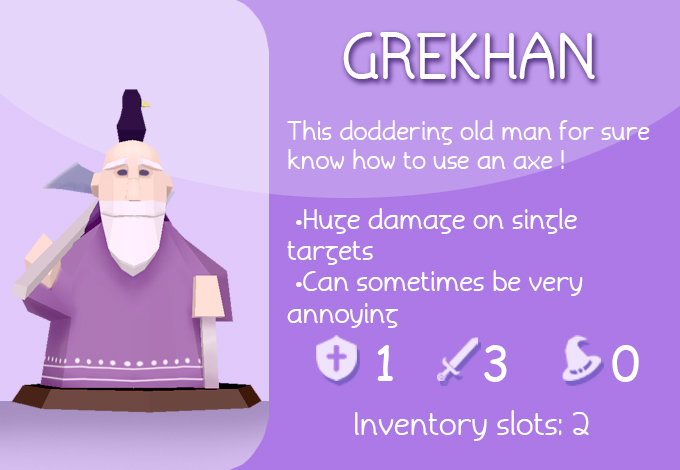 GREKHAN
This doddering old man for sure
know how to use an axe !
•Huge damage on single
targets
•Can sometimes be very
annoying
1 3 0
Inventory slots: 2